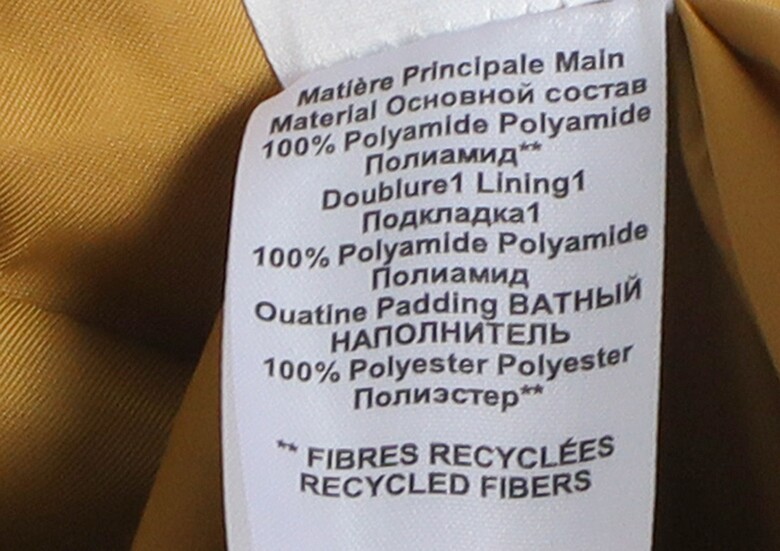 Matière Principale Main
Material Основной состав
100% Polyamide Polyamide
Полиамид**
Doublure1 Lining1
Подкладка1
100% Polyamide Polyamide
Полиамид
Ouatine Padding ВАТНЫЙ
НАПОЛНИТЕЛЬ
100% Polyester Polyester
Полиэстер**
** FIBRES RECYCLÉES
RECYCLED FIBERS